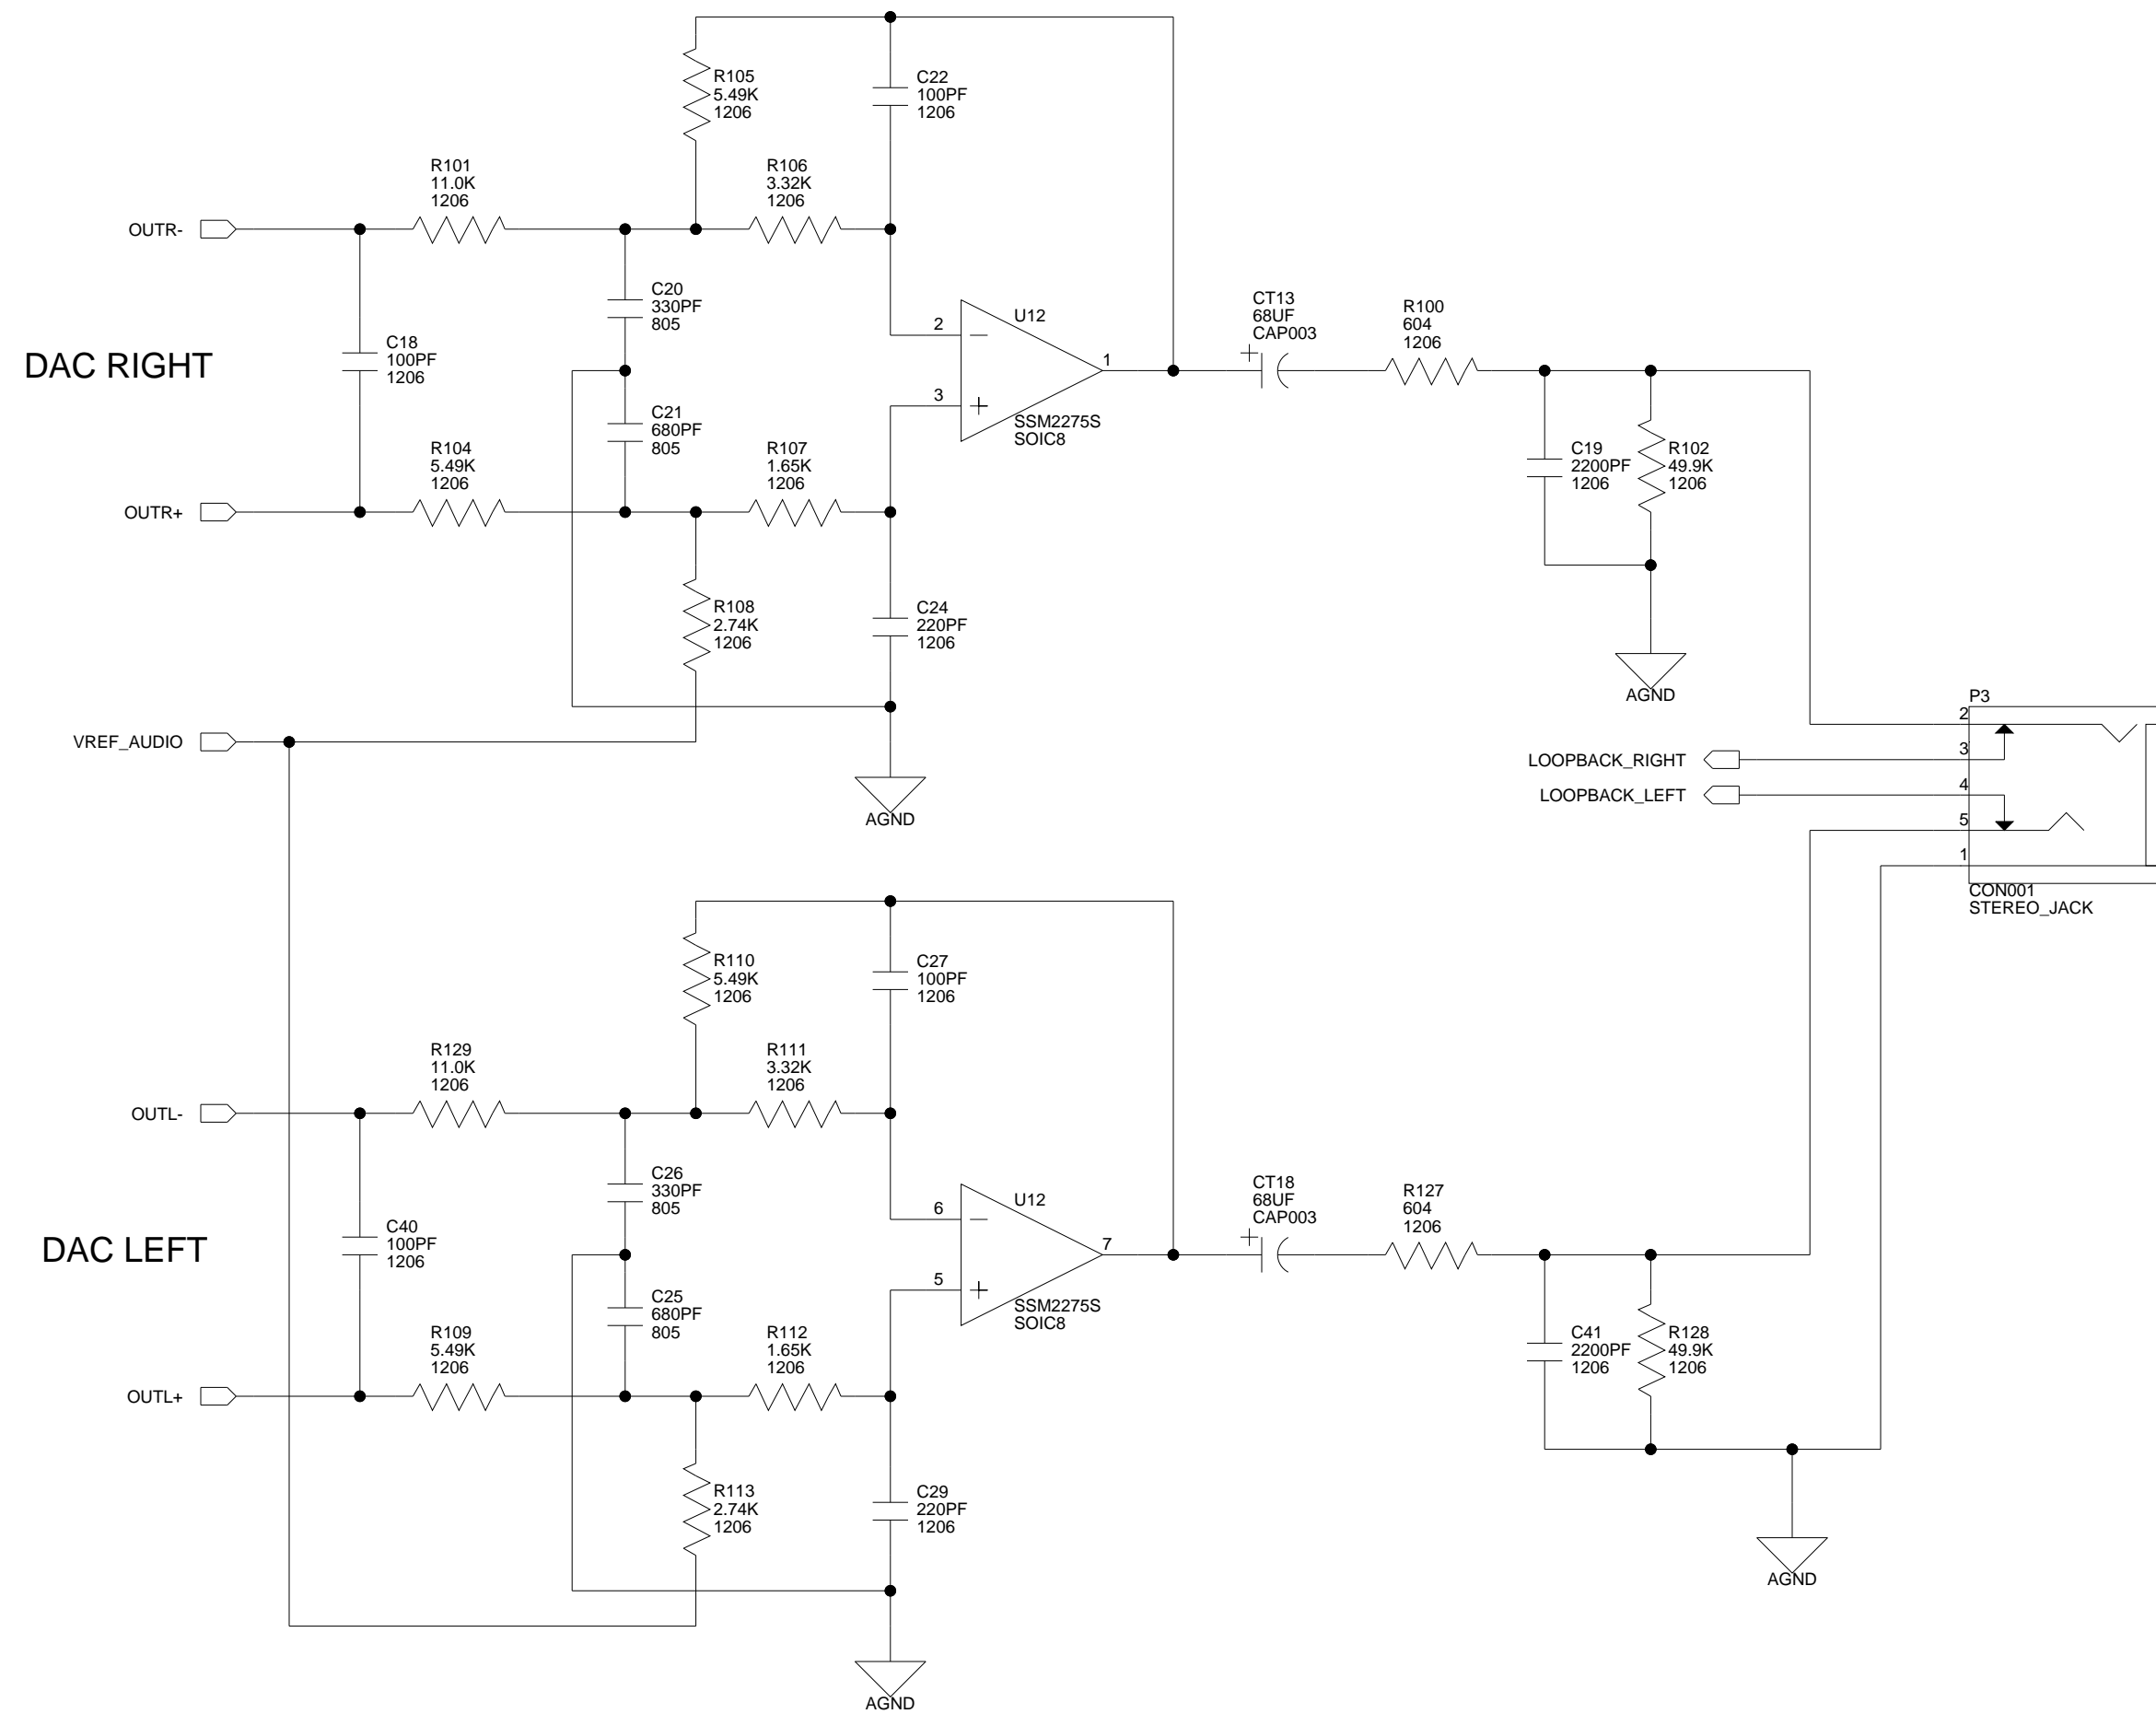 R105
5.49K
1206
C22
100PF
1206
R101
11.0K
1206
R106
3.32K
1206
OUTR-
C20
330PF
805
U12
2
CT13
68UF
CAP003
R100
604
1206
DAC RIGHT
C18
100PF
1206
1
3
C21
680PF
805
SSM2275S
SOIC8
R104
5.49K
1206
R107
1.65K
1206
C19
2200PF
1206
R102
49.9K
1206
OUTR+
R108
2.74K
1206
C24
220PF
1206
AGND
P3
2
VREF_AUDIO
3
LOOPBACK_RIGHT
4
LOOPBACK_LEFT
5
AGND
1
CON001
STEREO_JACK
R110
5.49K
1206
C27
100PF
1206
R129
11.0K
1206
R111
3.32K
1206
OUTL-
C26
330PF
805
U12
6
CT18
68UF
CAP003
R127
604
1206
DAC LEFT
C40
100PF
1206
7
5
C25
680PF
805
SSM2275S
SOIC8
R109
5.49K
1206
R112
1.65K
1206
C41
2200PF
1206
R128
49.9K
1206
OUTL+
R113
2.74K
1206
C29
220PF
1206
AGND
AGND